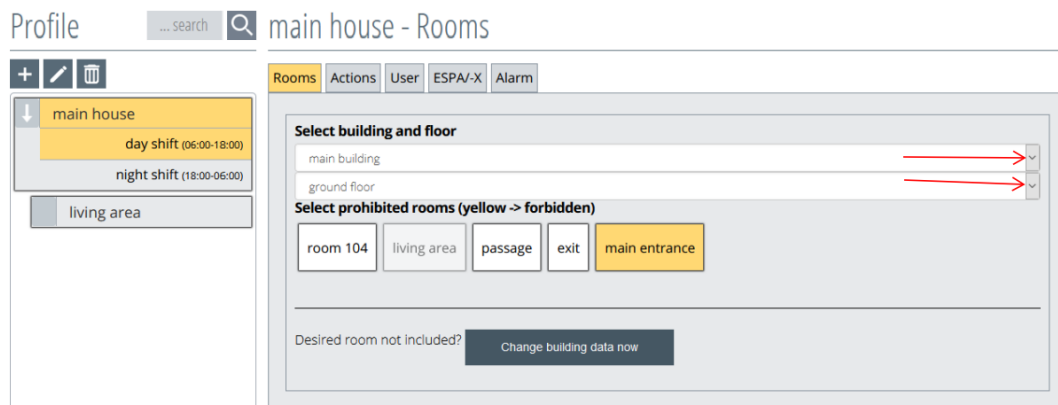 Profile
... search
main house - Rooms
Rooms Actions User ESPA/-X Alarm
main house
day shift (06:00-18:00)
night shift (18:00-06:00)
living area
Select building and floor
main building
ground floor
Select prohibited rooms (yellow -> forbidden)
room 104 living area passage exit main entrance
Desired room not included? Change building data now